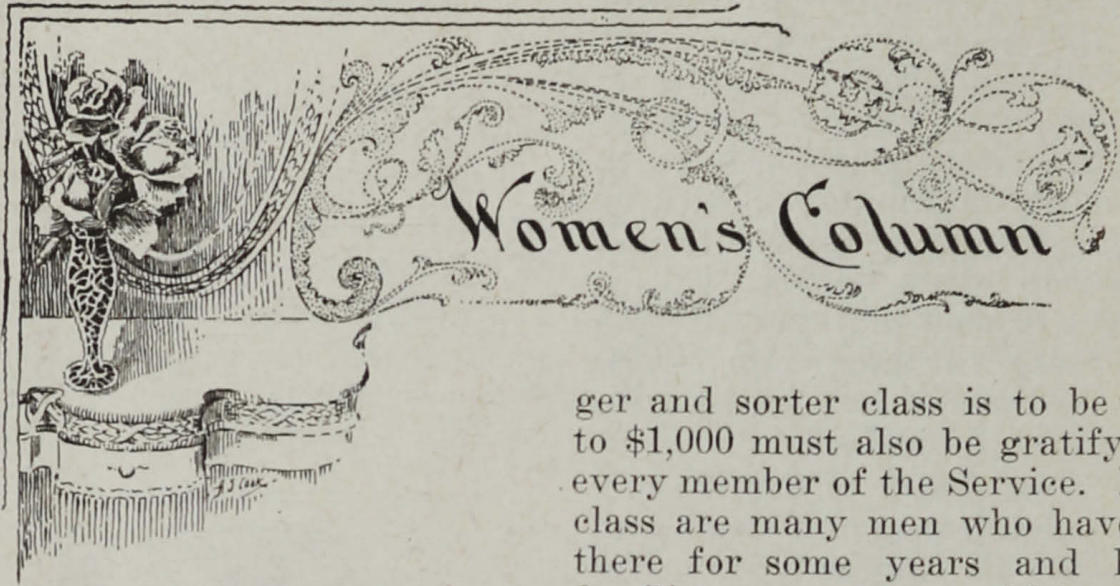 Women's Column
ger and sorter class is to be
to $1,000 must also be gratify
every member of the Service.
class are many men who hav
there for some years and